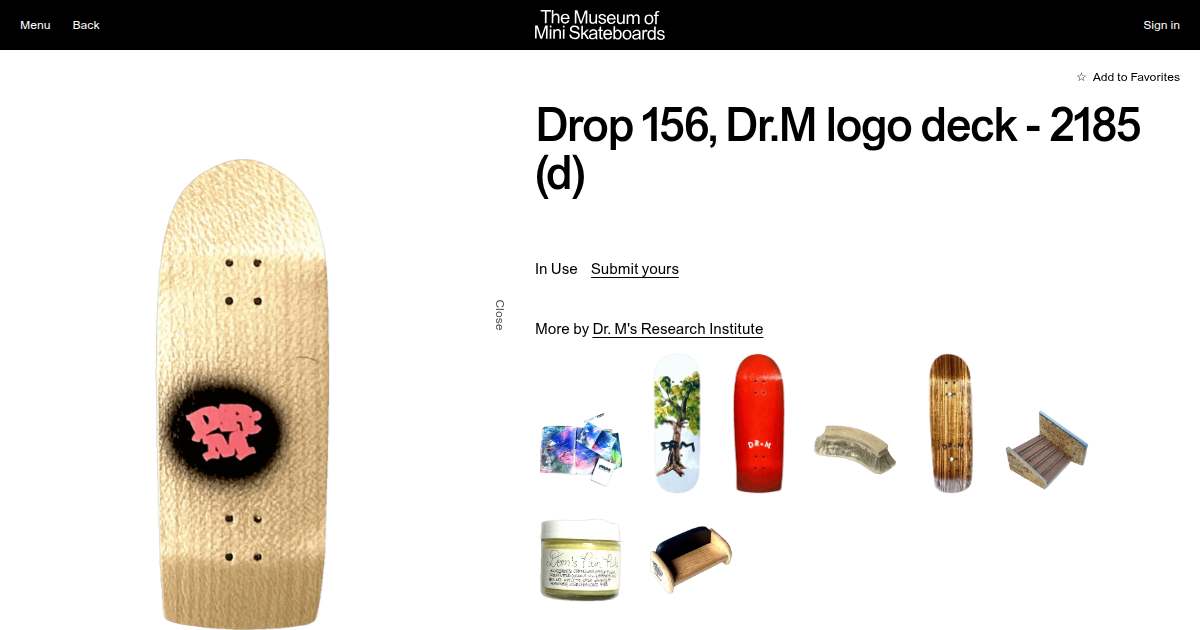 Menu
Back
The Museum of
Mini Skateboards
Sign in
☆ Add to Favorites
Drop 156, Dr.M logo deck - 2185
(d)
In Use Submit yours
Close
More by Dr. M's Research Institute
DR.
M
DR.M